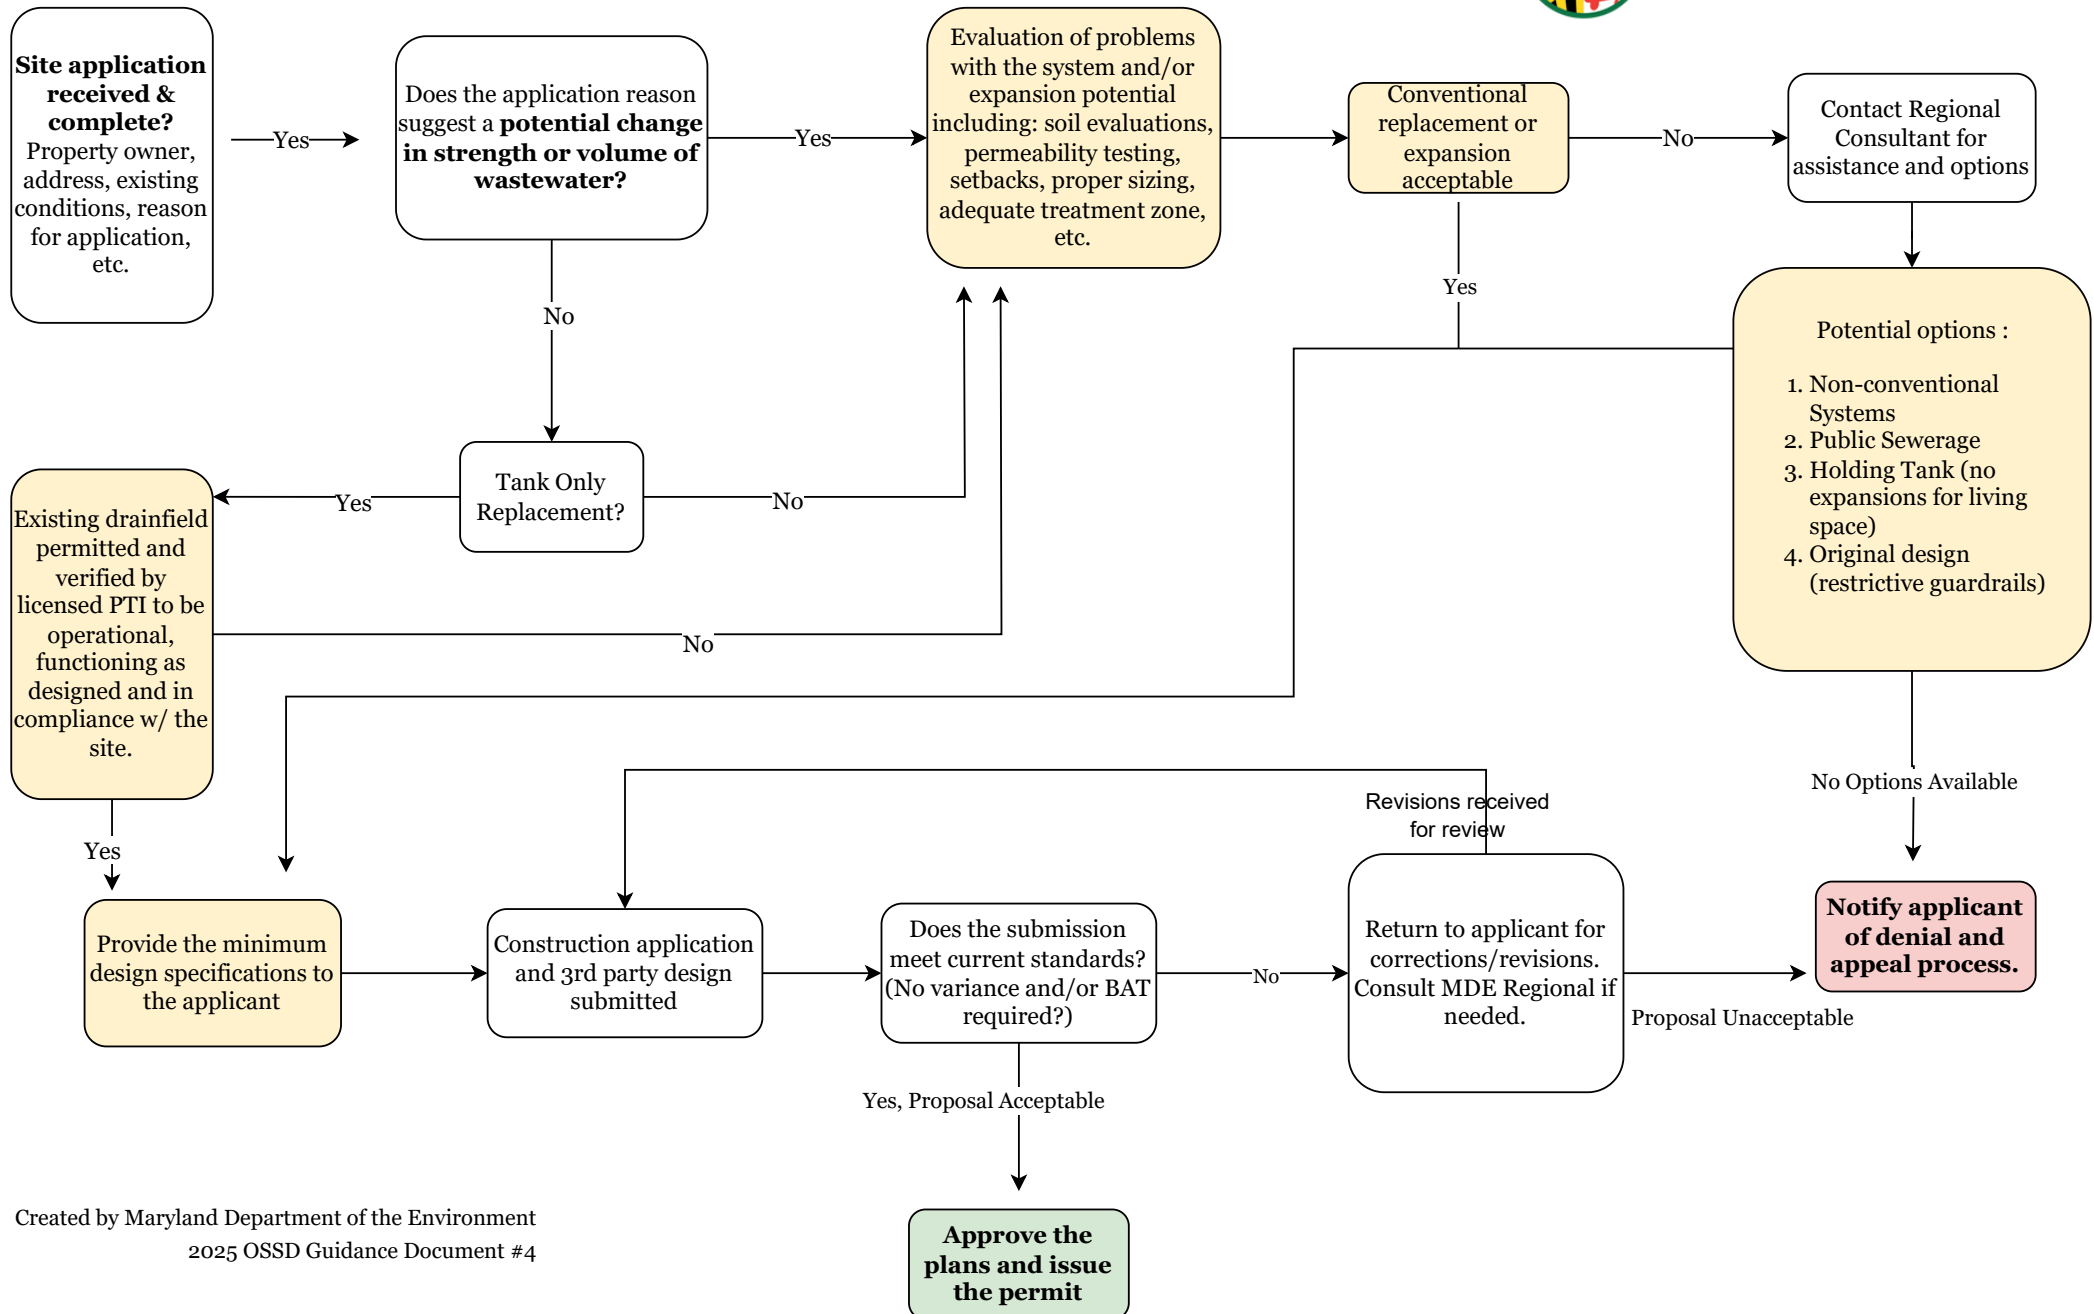 Site application
received &
complete?
Property owner,
address, existing
conditions, reason
for application,
etc.
Yes
Does the application reason
suggest a potential change
in strength or volume of
wastewater?
Yes
Evaluation of problems
with the system and/or
expansion potential
including: soil evaluations,
permeability testing,
setbacks, proper sizing,
adequate treatment zone,
etc.
Conventional
replacement or
expansion
acceptable
No
Contact Regional
Consultant for
assistance and options
No
Yes
Potential options :
1. Non-conventional
Systems
2. Public Sewerage
3. Holding Tank (no
expansions for living
space)
4. Original design
(restrictive guardrails)
Tank Only
Replacement?
Yes
No
Existing drainfield
permitted and
verified by
licensed PTI to be
operational,
functioning as
designed and in
compliance w/ the
site.
No
No Options Available
Yes
Revisions received
for review
Provide the minimum
design specifications to
the applicant
Construction application
and 3rd party design
submitted
Does the submission
meet current standards?
(No variance and/or BAT
required?)
No
Return to applicant for
corrections/revisions.
Consult MDE Regional if
needed.
Proposal Unacceptable
Notify applicant
of denial and
appeal process.
Yes, Proposal Acceptable
Approve the
plans and issue
the permit
Created by Maryland Department of the Environment
2025 OSSD Guidance Document #4